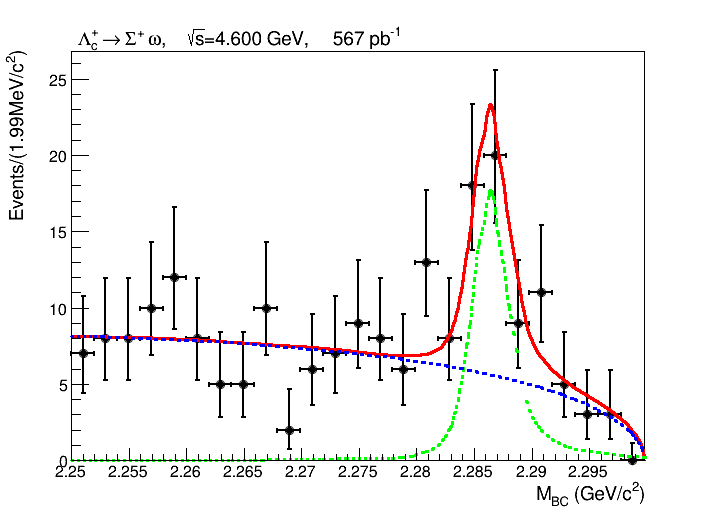 Λc+ → Σ+ ω, √s=4.600 GeV, 567 pb-1
Events/(1.99MeV/c2)
25
20
15
10
5
0
2.25 2.255 2.26 2.265 2.27 2.275 2.28 2.285 2.29 2.295
MBC (GeV/c2)